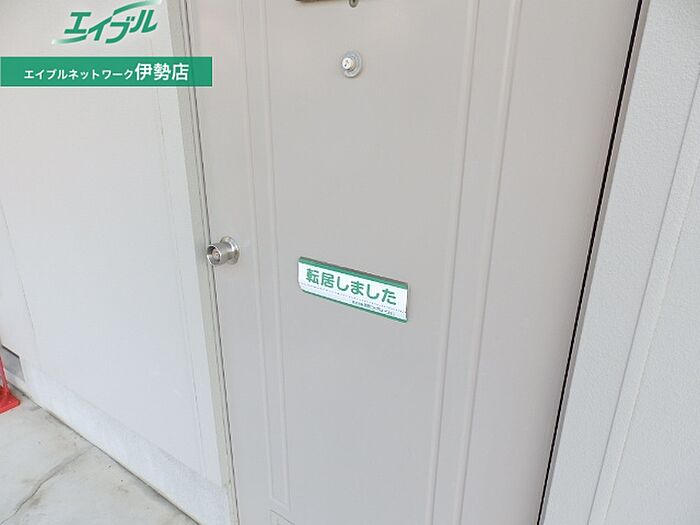 エイブル
エイブルネットワーク伊勢店
転居しました